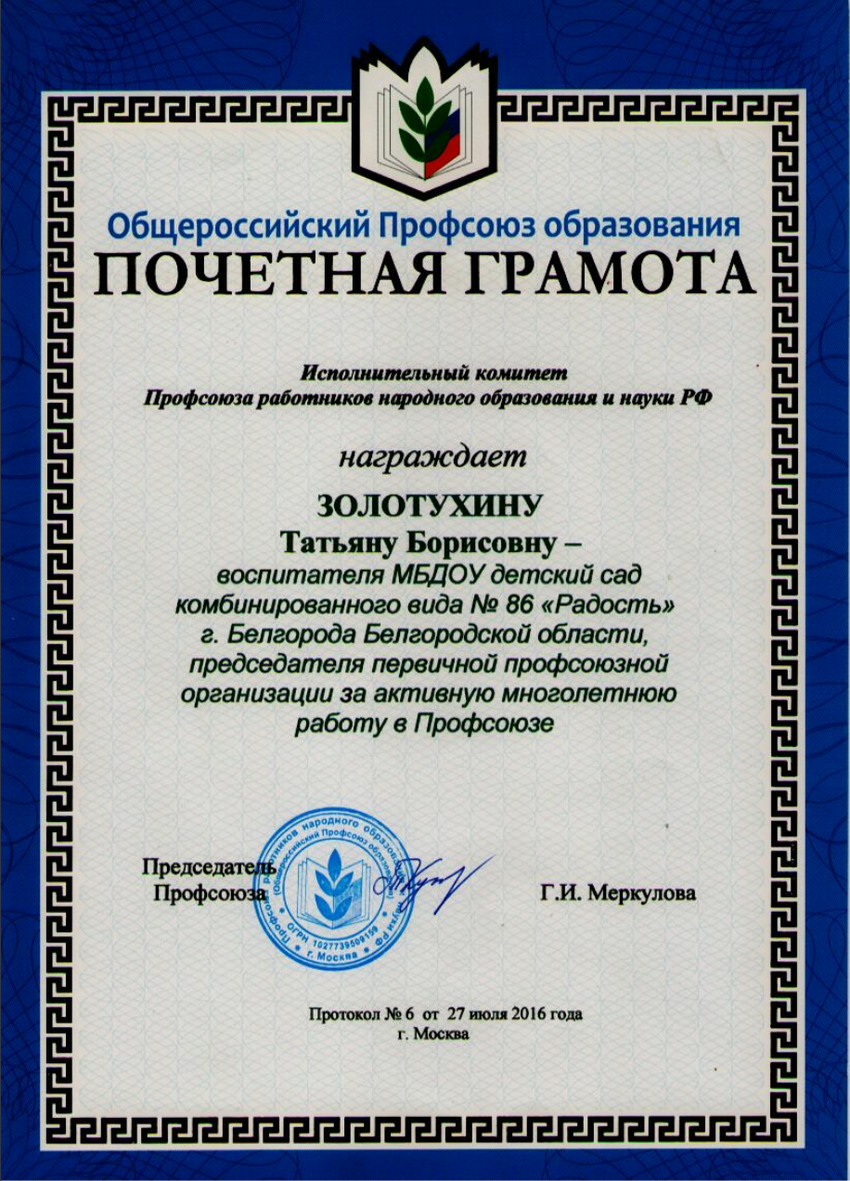 Общероссийский Профсоюз образования
ПОЧЕТНАЯ ГРАМОТА
Исполнительный комитет
Профсоюза работников народного образования и науки РФ
награждает
ЗОЛОТУХИНУ
Татьяну Борисовну –
воспитателя МБДОУ детский сад
комбинированного вида № 86 «Радость»
г. Белгорода Белгородской области,
председателя первичной профсоюзной
организации за активную многолетнюю
работу в Профсоюзе
Председатель
Профсоюза
Г.И. Меркулова
Профсоюз работников народного образования и науки РФ
(Общероссийский Профсоюз образования)
ОГРН 1027739509159
г. Москва
Протокол № 6 от 27 июля 2016 года
г. Москва